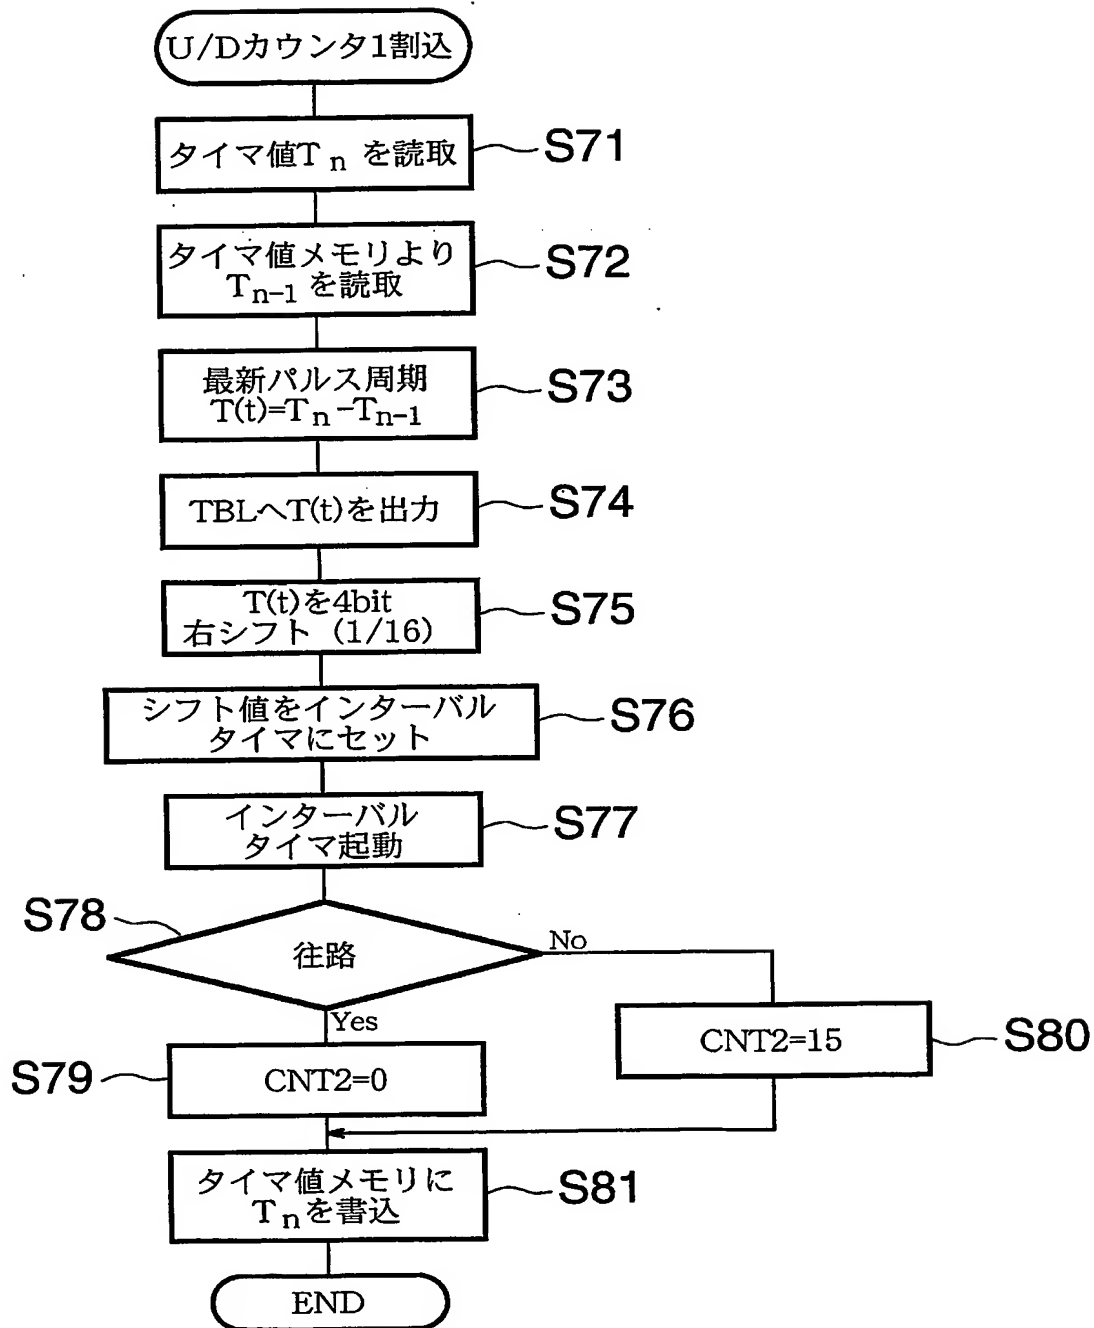 U/Dカウンタ1割込
タイマ値Tn を読取
S71
タイマ値メモリより
Tn-1 を読取
S72
最新パルス周期
T(t)=Tn-Tn-1
S73
TBLへT(t)を出力
S74
T(t)を4bit
右シフト (1/16)
S75
シフト値をインターバル
タイマにセット
S76
インターバル
タイマ起動
S77
S78
往路
No
Yes
CNT2=15
S80
S79
CNT2=0
タイマ値メモリに
Tnを書込
S81
END